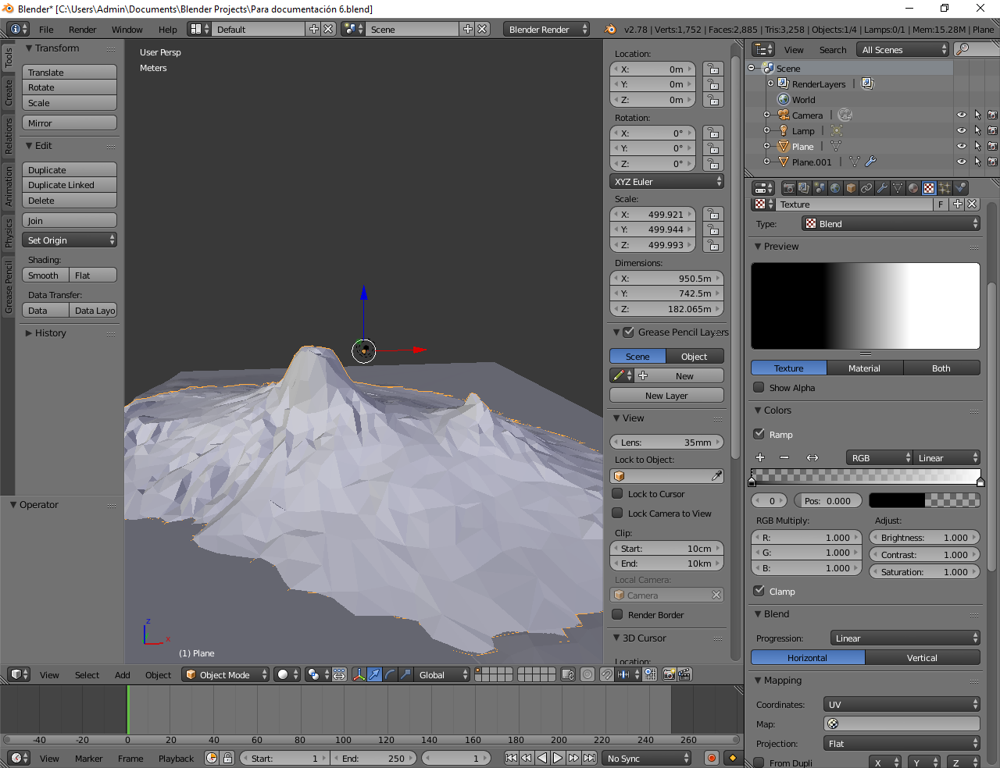 Blender* [C:\Users\Admin\Documents\Blender Projects\Para documentación 6.blend]
File Render Window Help Default Scene Blender Render v2.78 | Verts:1,752 | Faces:2,885 | Tris:3,258 | Objects:1/4 | Lamps:0/1 | Mem:15.28M | Plane
Tools
Create
Relations
Animation
Physics
Grease Pencil
Transform
Translate
Rotate
Scale
Mirror
Edit
Duplicate
Duplicate Linked
Delete
Join
Set Origin
Shading:
Smooth Flat
Data Transfer:
Data Data Layo
History
Operator
User Persp
Meters
z
x
(1) Plane
Location:
X: 0m
Y: 0m
Z: 0m
Rotation:
X: 0°
Y: 0°
Z: 0°
XYZ Euler
Scale:
X: 499.921
Y: 499.944
Z: 499.993
Dimensions:
X: 950.5m
Y: 742.5m
Z: 182.065m
Grease Pencil Layers
Scene Object
New
New Layer
View
Lens: 35mm
Lock to Object:
Lock to Cursor
Lock Camera to View
Clip:
Start: 10cm
End: 10km
Local Camera:
Camera
Render Border
3D Cursor
Location:
View Search All Scenes
Scene
RenderLayers |
World
Camera |
Lamp |
Plane |
Plane.001 |
Texture F
Type: Blend
Preview
Texture Material Both
Show Alpha
Colors
Ramp
RGB Linear
0 Pos: 0.000
RGB Multiply: Adjust:
R: 1.000 Brightness: 1.000
G: 1.000 Contrast: 1.000
B: 1.000 Saturation: 1.000
Clamp
Blend
Progression: Linear
Horizontal Vertical
Mapping
Coordinates: UV
Map:
Projection: Flat
From Dupli X Y Z
View Select Add Object Object Mode Global
-40 -20 0 20 40 60 80 100 120 140 160 180 200 220 240 260
View Marker Frame Playback Start: 1 End: 250 1 No Sync